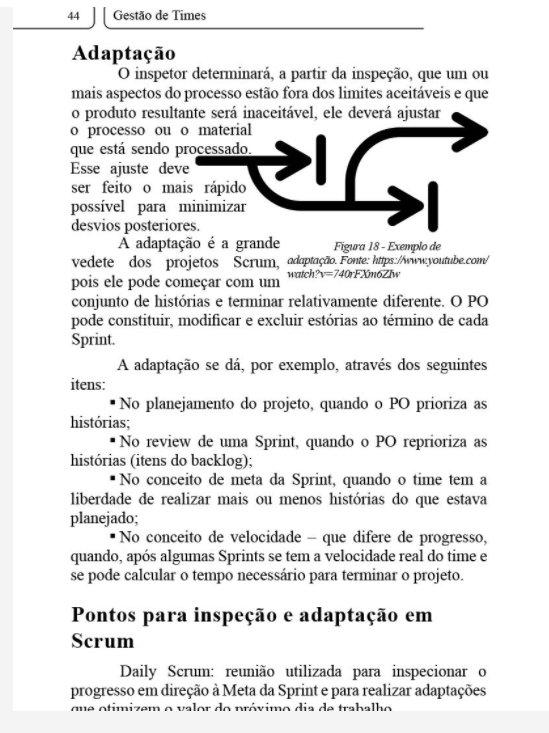 44
Gestão de Times
Adaptação
O inspetor determinará, a partir da inspeção, que um ou
mais aspectos do processo estão fora dos limites aceitáveis e que
o produto resultante será inaceitável, ele deverá ajustar
o processo ou o material
que está sendo processado.
Esse ajuste deve
ser feito o mais rápido
possível para minimizar
desvios posteriores.
A adaptação é a grande
vedete dos projetos Scrum,
pois ele pode começar com um
Figura 18 - Exemplo de
adaptação. Fonte: https://www.youtube.com/
watch?v=740rFXm6Zlw
conjunto de histórias e terminar relativamente diferente. O PO
pode constituir, modificar e excluir estórias ao término de cada
Sprint.
A adaptação se dá, por exemplo, através dos seguintes
itens:
▪ No planejamento do projeto, quando o PO prioriza as
histórias;
▪ No review de uma Sprint, quando o PO reprioriza as
histórias (itens do backlog);
▪ No conceito de meta da Sprint, quando o time tem a
liberdade de realizar mais ou menos histórias do que estava
planejado;
▪ No conceito de velocidade – que difere de progresso,
quando, após algumas Sprints se tem a velocidade real do time e
se pode calcular o tempo necessário para terminar o projeto.
Pontos para inspeção e adaptação em
Scrum
Daily Scrum: reunião utilizada para inspecionar o
progresso em direção à Meta da Sprint e para realizar adaptações
que otimizem o valor do próximo dia de trabalho